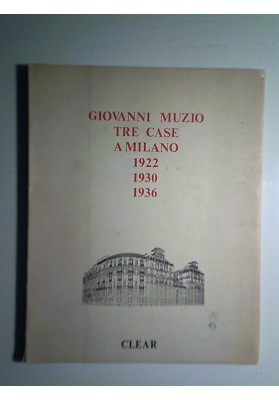 GIOVANNI MUZIO
TRE CASE
A MILANO
1922
1930
1936
CLEAR